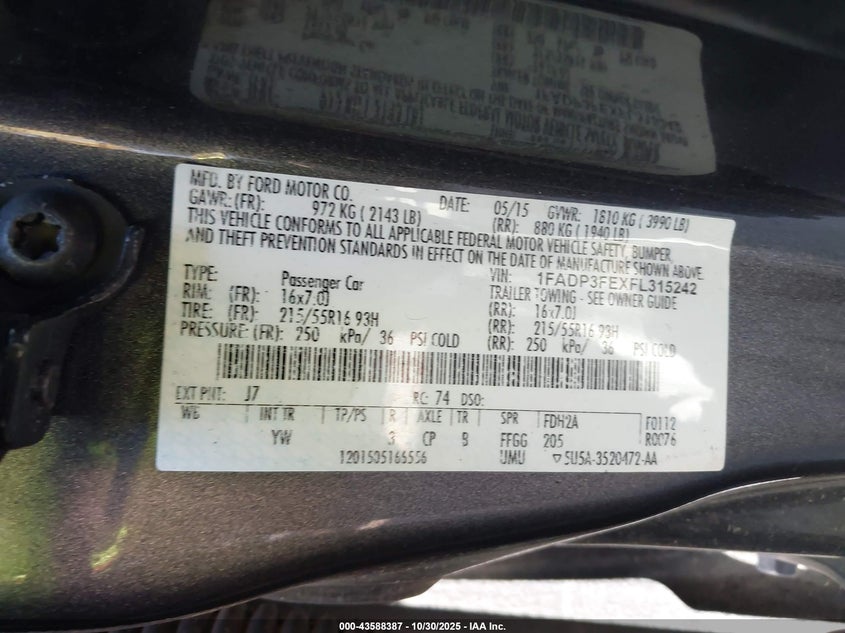 MFD. BY FORD MOTOR CO. DATE: 05/15 GVWR: 1810 KG ( 3990 LB)
GAWR: (FR): 972 KG ( 2143 LB) (RR): 880 KG ( 1940 LB)
THIS VEHICLE CONFORMS TO ALL APPLICABLE FEDERAL MOTOR VEHICLE SAFETY, BUMPER,
AND THEFT PREVENTION STANDARDS IN EFFECT ON THE DATE OF MANUFACTURE SHOWN ABOVE.
VIN: 1FADP3FEXFL315242
TYPE: Passenger Car TRAILER TOWING - SEE OWNER GUIDE
RIM: (FR): 16x7.0J (RR): 16x7.0J
TIRE: (FR): 215/55R16 93H (RR): 215/55R16 93H
PRESSURE: (FR): 250 kPa/ 36 PSI COLD (RR): 250 kPa/ 36 PSI COLD
EXT PNT: J7 RC: 74 DSO:
WB INT TR TP/PS R AXLE TR SPR FDH2A F0112
YW 3 CP B FFGG 205 R0076
1201505165556 UMU ▽ 5U5A-3520472-AA
000-43588387 - 10/30/2025 - IAA Inc.